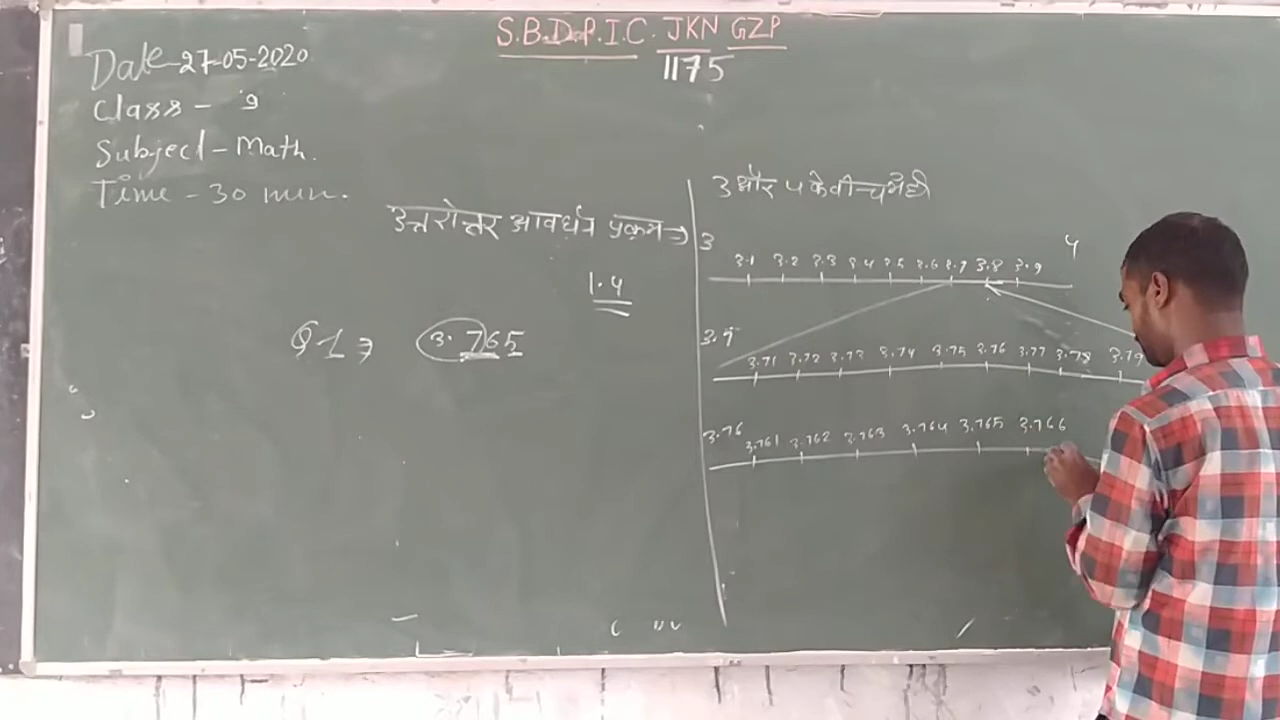 S.B.D.P.I.C. JKN GZP
1175
Date-27-05-2020
Class - 9
Subject-Math.
Time - 30 min.
उत्तरोत्तर आवर्धन प्रक्रम⇒
1.4
Q1⇒ 3.765
3 और 4 के बीच में ही
3 4
3.1 3.2 3.3 3.4 3.5 3.6 3.7 3.8 3.9
3.7
3.71 3.72 3.73 3.74 3.75 3.76 3.77 3.78 3.79
3.76
3.761 3.762 3.763 3.764 3.765 3.766